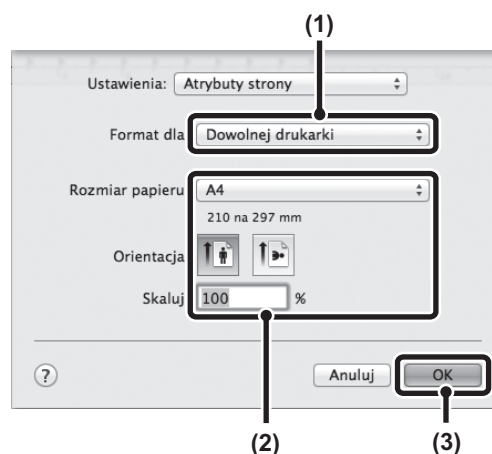 (1)
Ustawienia: Atrybuty strony
Format dla Dowolnej drukarki
Rozmiar papieru A4
210 na 297 mm
Orientacja
Skaluj 100 %
? Anuluj OK
(2) (3)